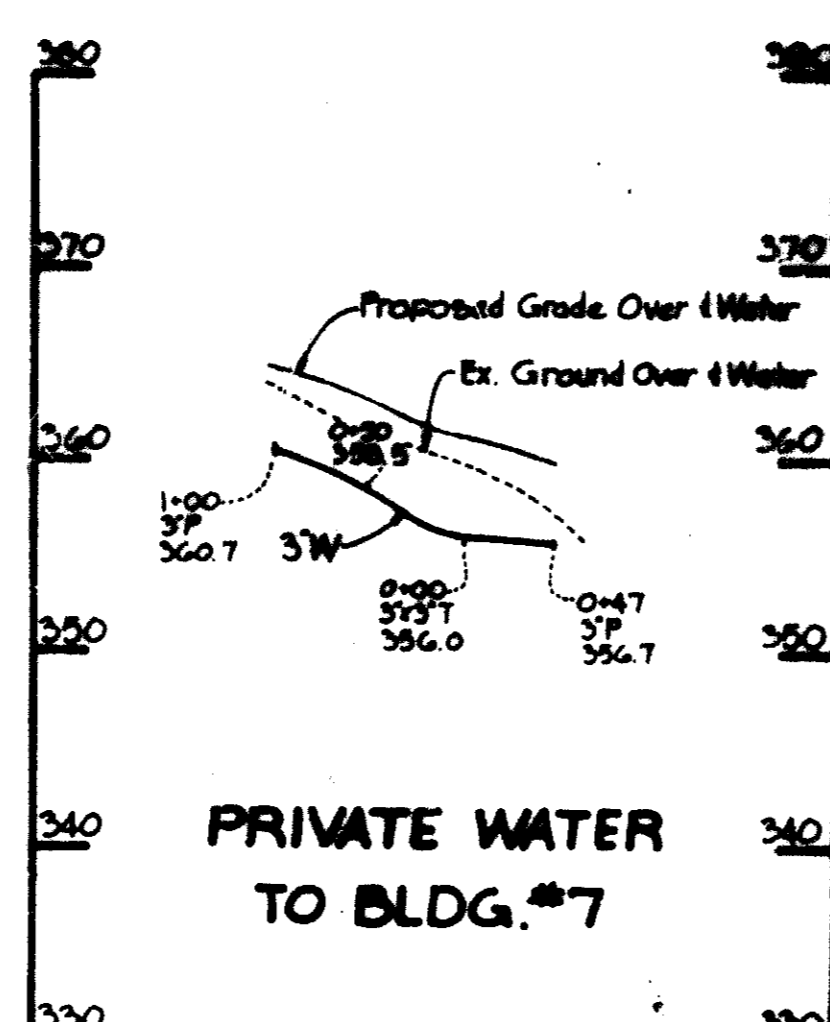 380 380
370 370
Proposed Grade Over ℄ Water
Ex. Ground Over ℄ Water
360 360
0+50
358.5
1+00
3"P
360.7
3"W
0+00
3"x3"T
356.0
0+47
3"P
356.7
350 350
340 340
PRIVATE WATER
TO BLDG.#7
330 330